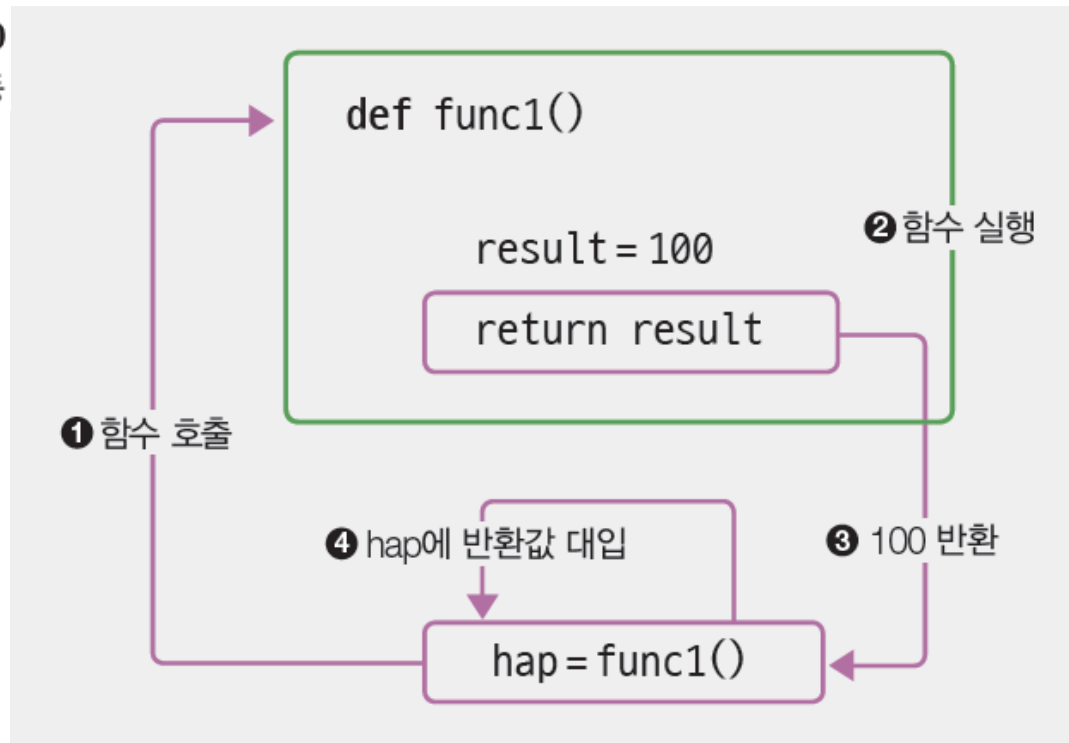 def func1()
❷ 함수 실행
result = 100
return result
❶ 함수 호출
❹ hap에 반환값 대입
❸ 100 반환
hap = func1()